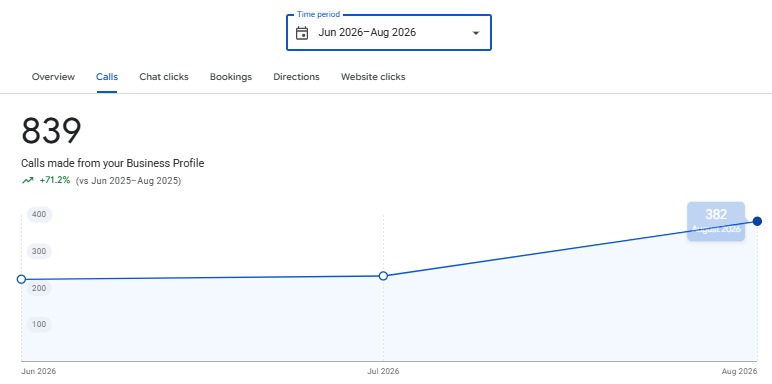 Time period
Jun 2026–Aug 2026
Overview Calls Chat clicks Bookings Directions Website clicks
839
Calls made from your Business Profile
+71.2% (vs Jun 2025–Aug 2025)
400
382
August 2026
300
200
100
Jun 2026 Jul 2026 Aug 2026